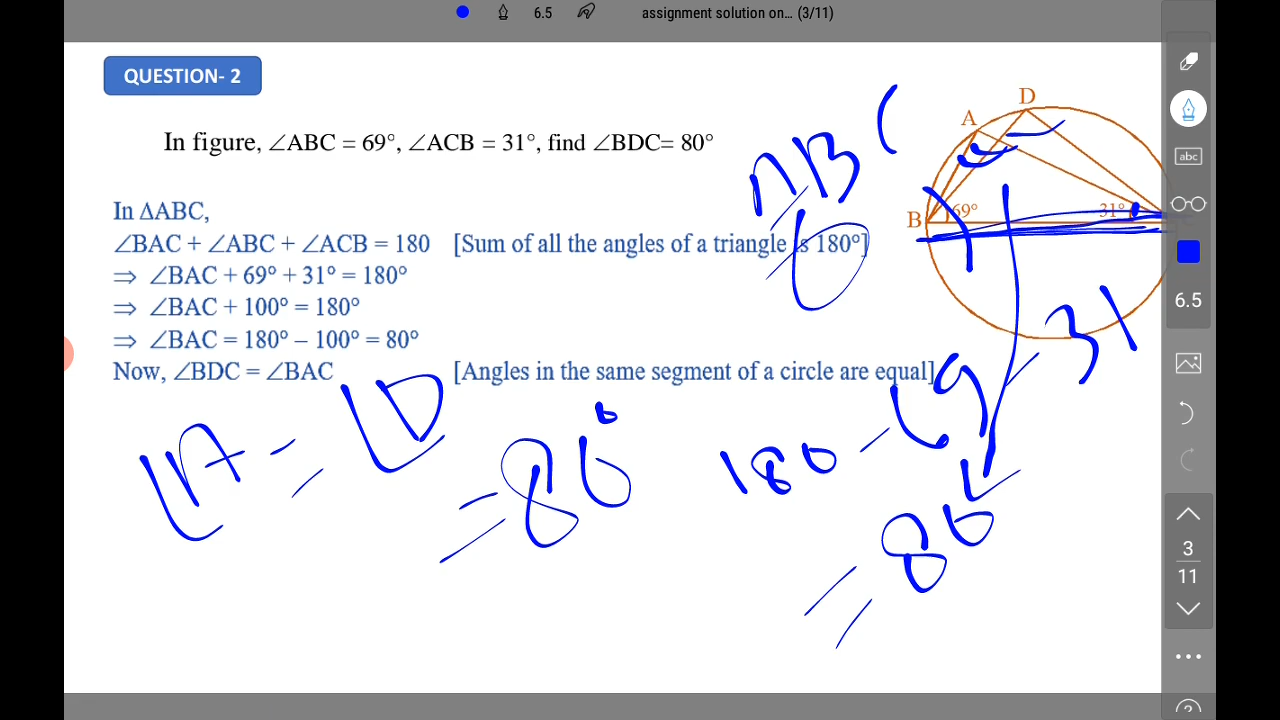 6.5 assignment solution on... (3/11)
QUESTION- 2
In figure, ∠ABC = 69°, ∠ACB = 31°, find ∠BDC= 80°
In ΔABC,
∠BAC + ∠ABC + ∠ACB = 180 [Sum of all the angles of a triangle is 180°]
⇒ ∠BAC + 69° + 31° = 180°
⇒ ∠BAC + 100° = 180°
⇒ ∠BAC = 180° – 100° = 80°
Now, ∠BDC = ∠BAC [Angles in the same segment of a circle are equal]
A
D
B
69°
31°
∠A = ∠D
= 80°
180 - 69 - 31
= 80
abc
6.5
3
11